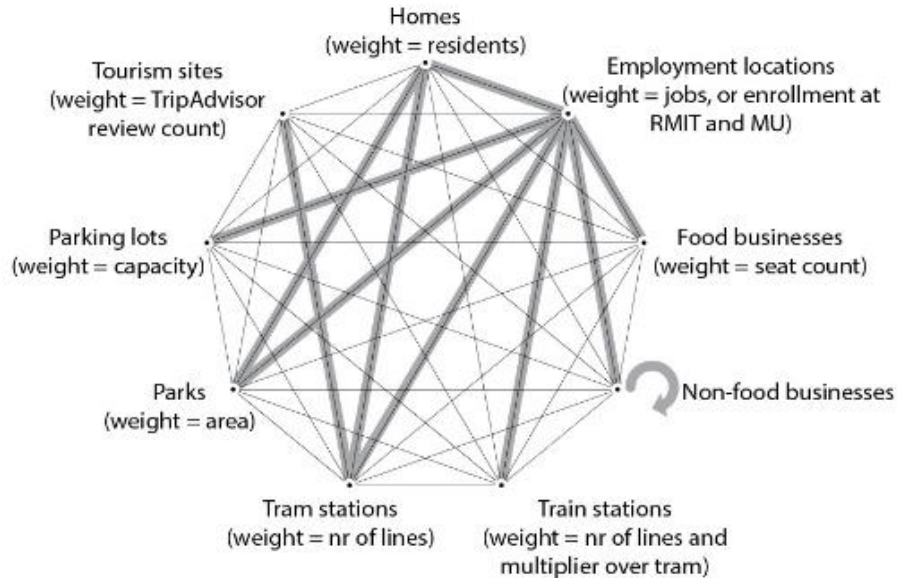 Homes
(weight = residents)
Tourism sites
(weight = TripAdvisor
review count)
Employment locations
(weight = jobs, or enrollment at
RMIT and MU)
Parking lots
(weight = capacity)
Food businesses
(weight = seat count)
Parks
(weight = area)
Non-food businesses
Tram stations
(weight = nr of lines)
Train stations
(weight = nr of lines and
multiplier over tram)